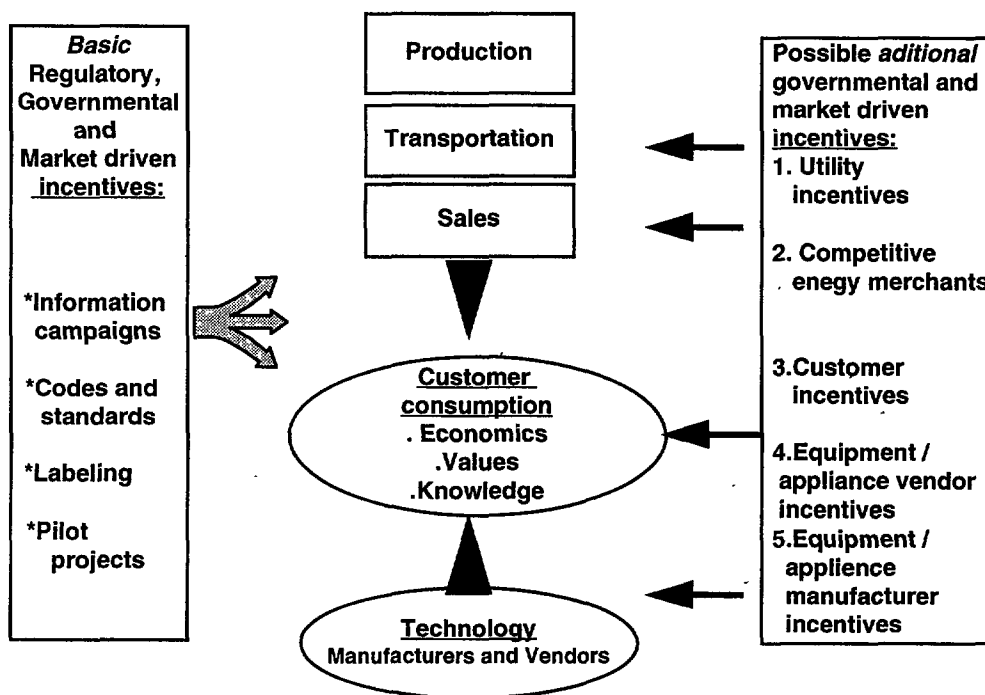 Basic
Regulatory,
Governmental
and
Market driven
incentives:
*Information
campaigns
*Codes and
standards
*Labeling
*Pilot
projects
Production
Transportation
Sales
Customer
consumption
. Economics
.Values
.Knowledge
Technology
Manufacturers and Vendors
Possible aditional
governmental and
market driven
incentives:
1. Utility
incentives
2. Competitive
enegy merchants
3.Customer
incentives
4.Equipment /
appliance vendor
incentives
5.Equipment /
applience
manufacturer
incentives